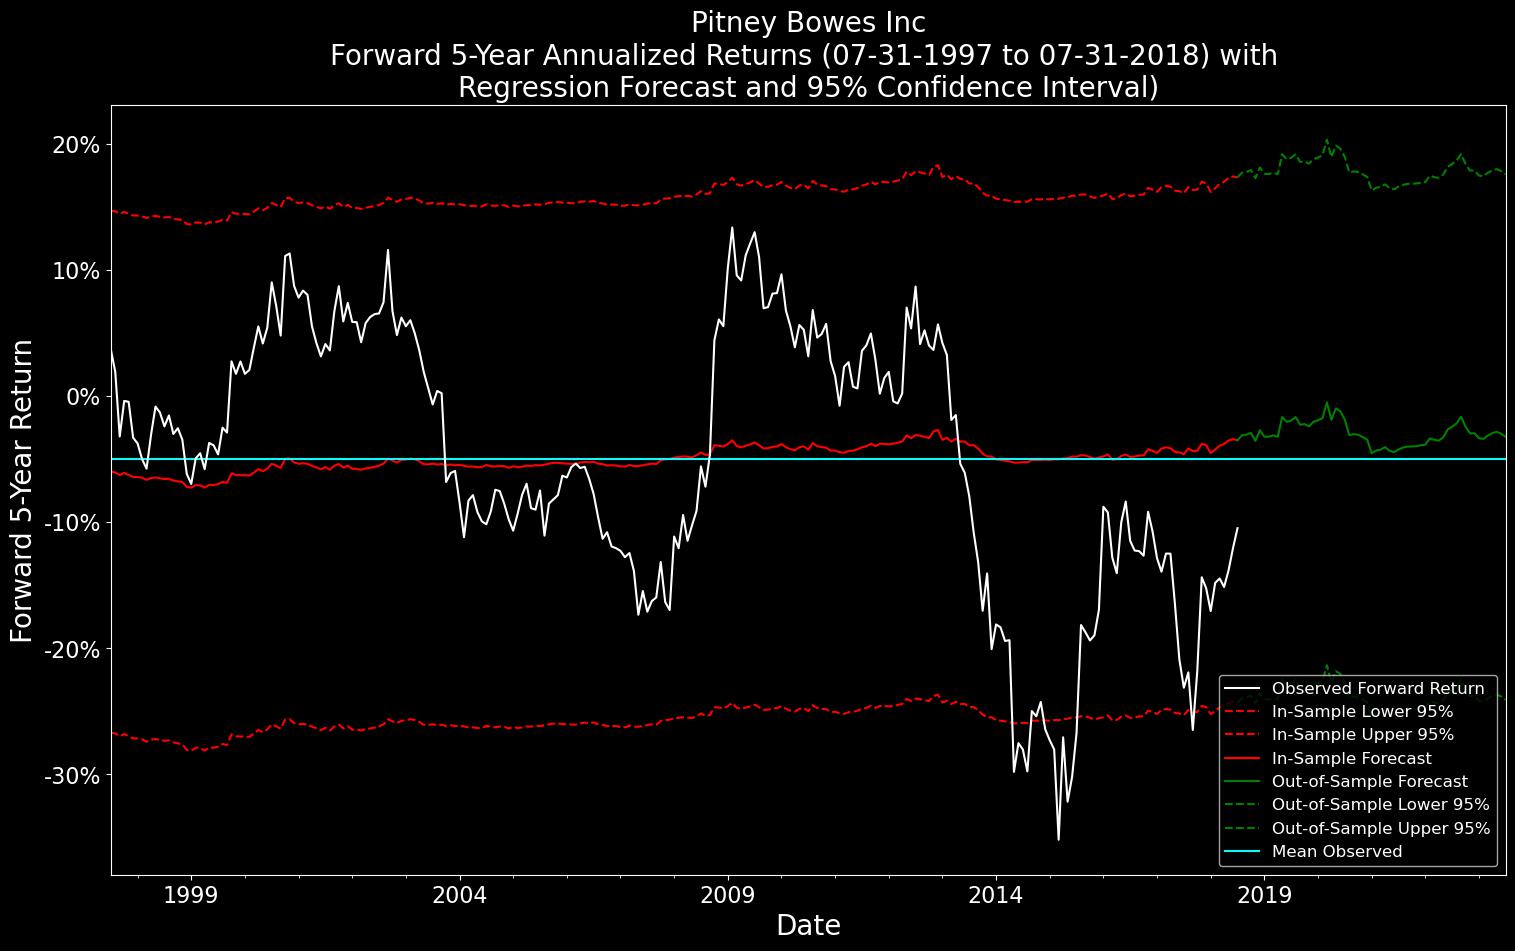 Pitney Bowes Inc
Forward 5-Year Annualized Returns (07-31-1997 to 07-31-2018) with
Regression Forecast and 95% Confidence Interval)
Forward 5-Year Return
20%
10%
0%
-10%
-20%
-30%
Observed Forward Return
In-Sample Lower 95%
In-Sample Upper 95%
In-Sample Forecast
Out-of-Sample Forecast
Out-of-Sample Lower 95%
Out-of-Sample Upper 95%
Mean Observed
1999
2004
2009
2014
2019
Date